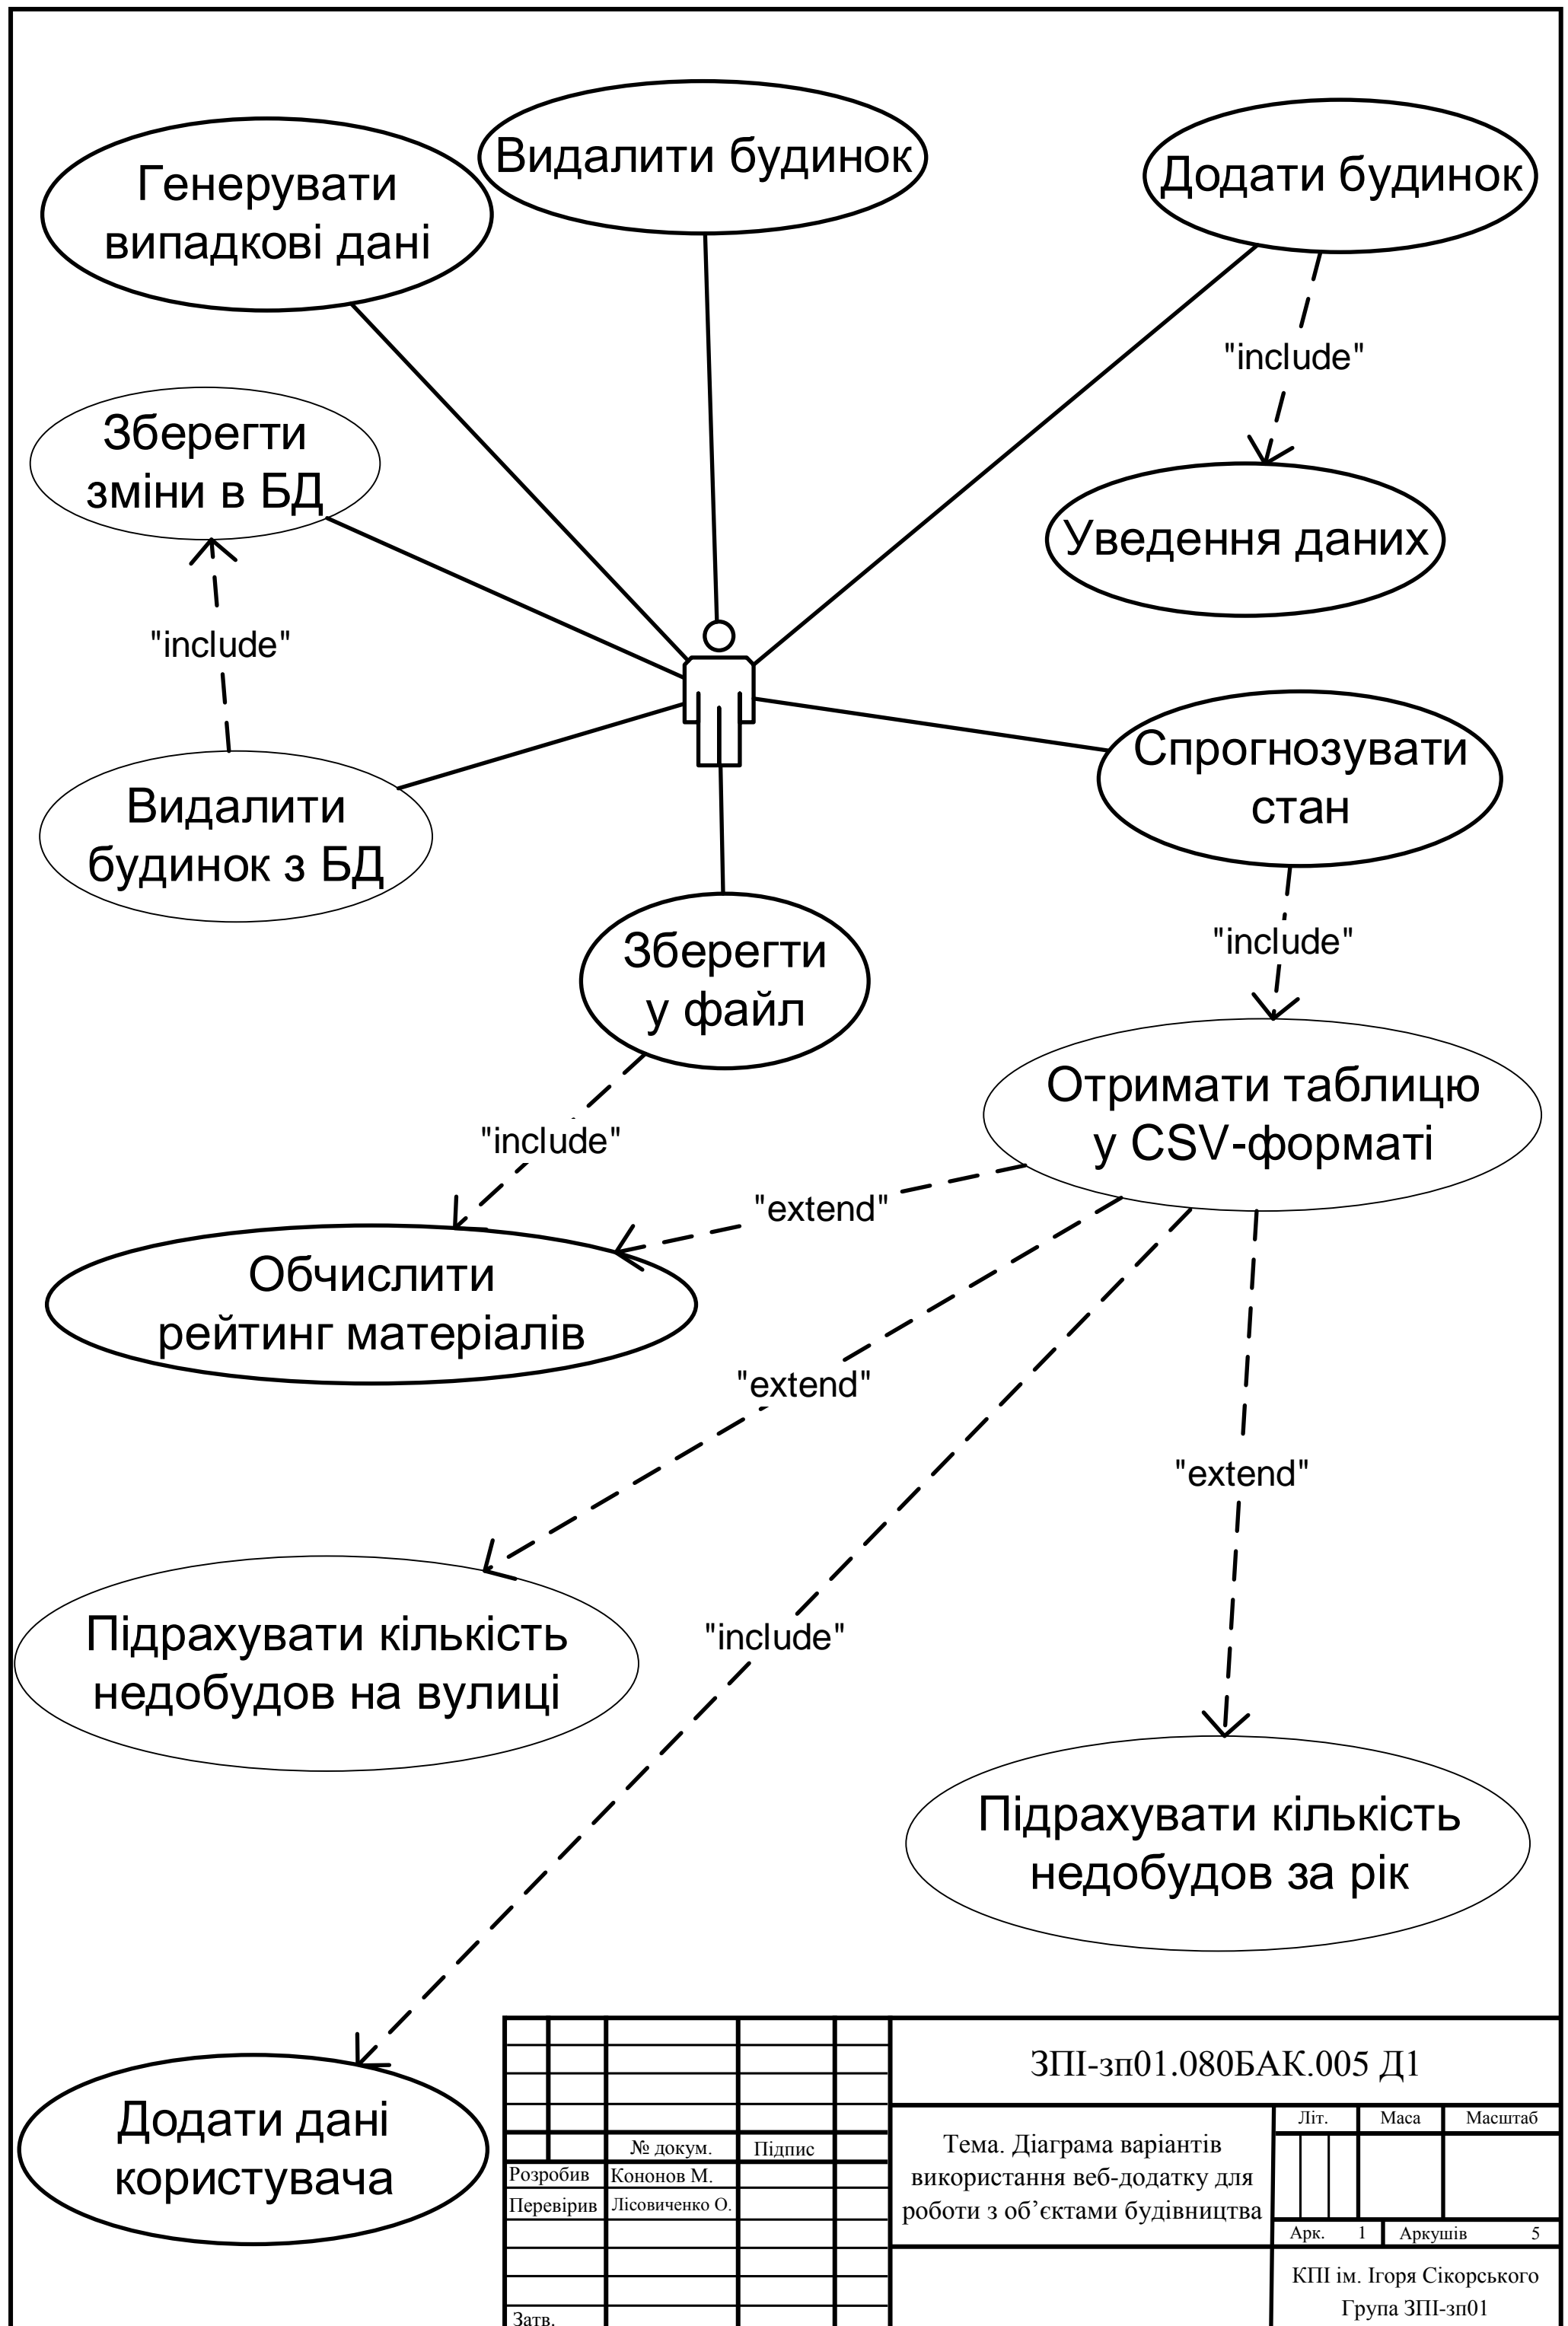 Генерувати
випадкові дані
Видалити будинок
Додати будинок
"include"
Зберегти
зміни в БД
Уведення даних
"include"
Видалити
будинок з БД
Спрогнозувати
стан
"include"
Зберегти
у файл
"include"
Отримати таблицю
у CSV-форматі
"extend"
Обчислити
рейтинг матеріалів
"extend"
"extend"
"include"
Підрахувати кількість
недобудов на вулиці
Підрахувати кількість
недобудов за рік
Додати дані
користувача
ЗПІ-зп01.080БАК.005 Д1
№ докум. Підпис
Розробив Кононов М.
Перевірив Лісовиченко О.
Затв.
Тема. Діаграма варіантів
використання веб-додатку для
роботи з об’єктами будівництва
Літ. Маса Масштаб
Арк. 1 Аркушів 5
КПІ ім. Ігоря Сікорського
Група ЗПІ-зп01